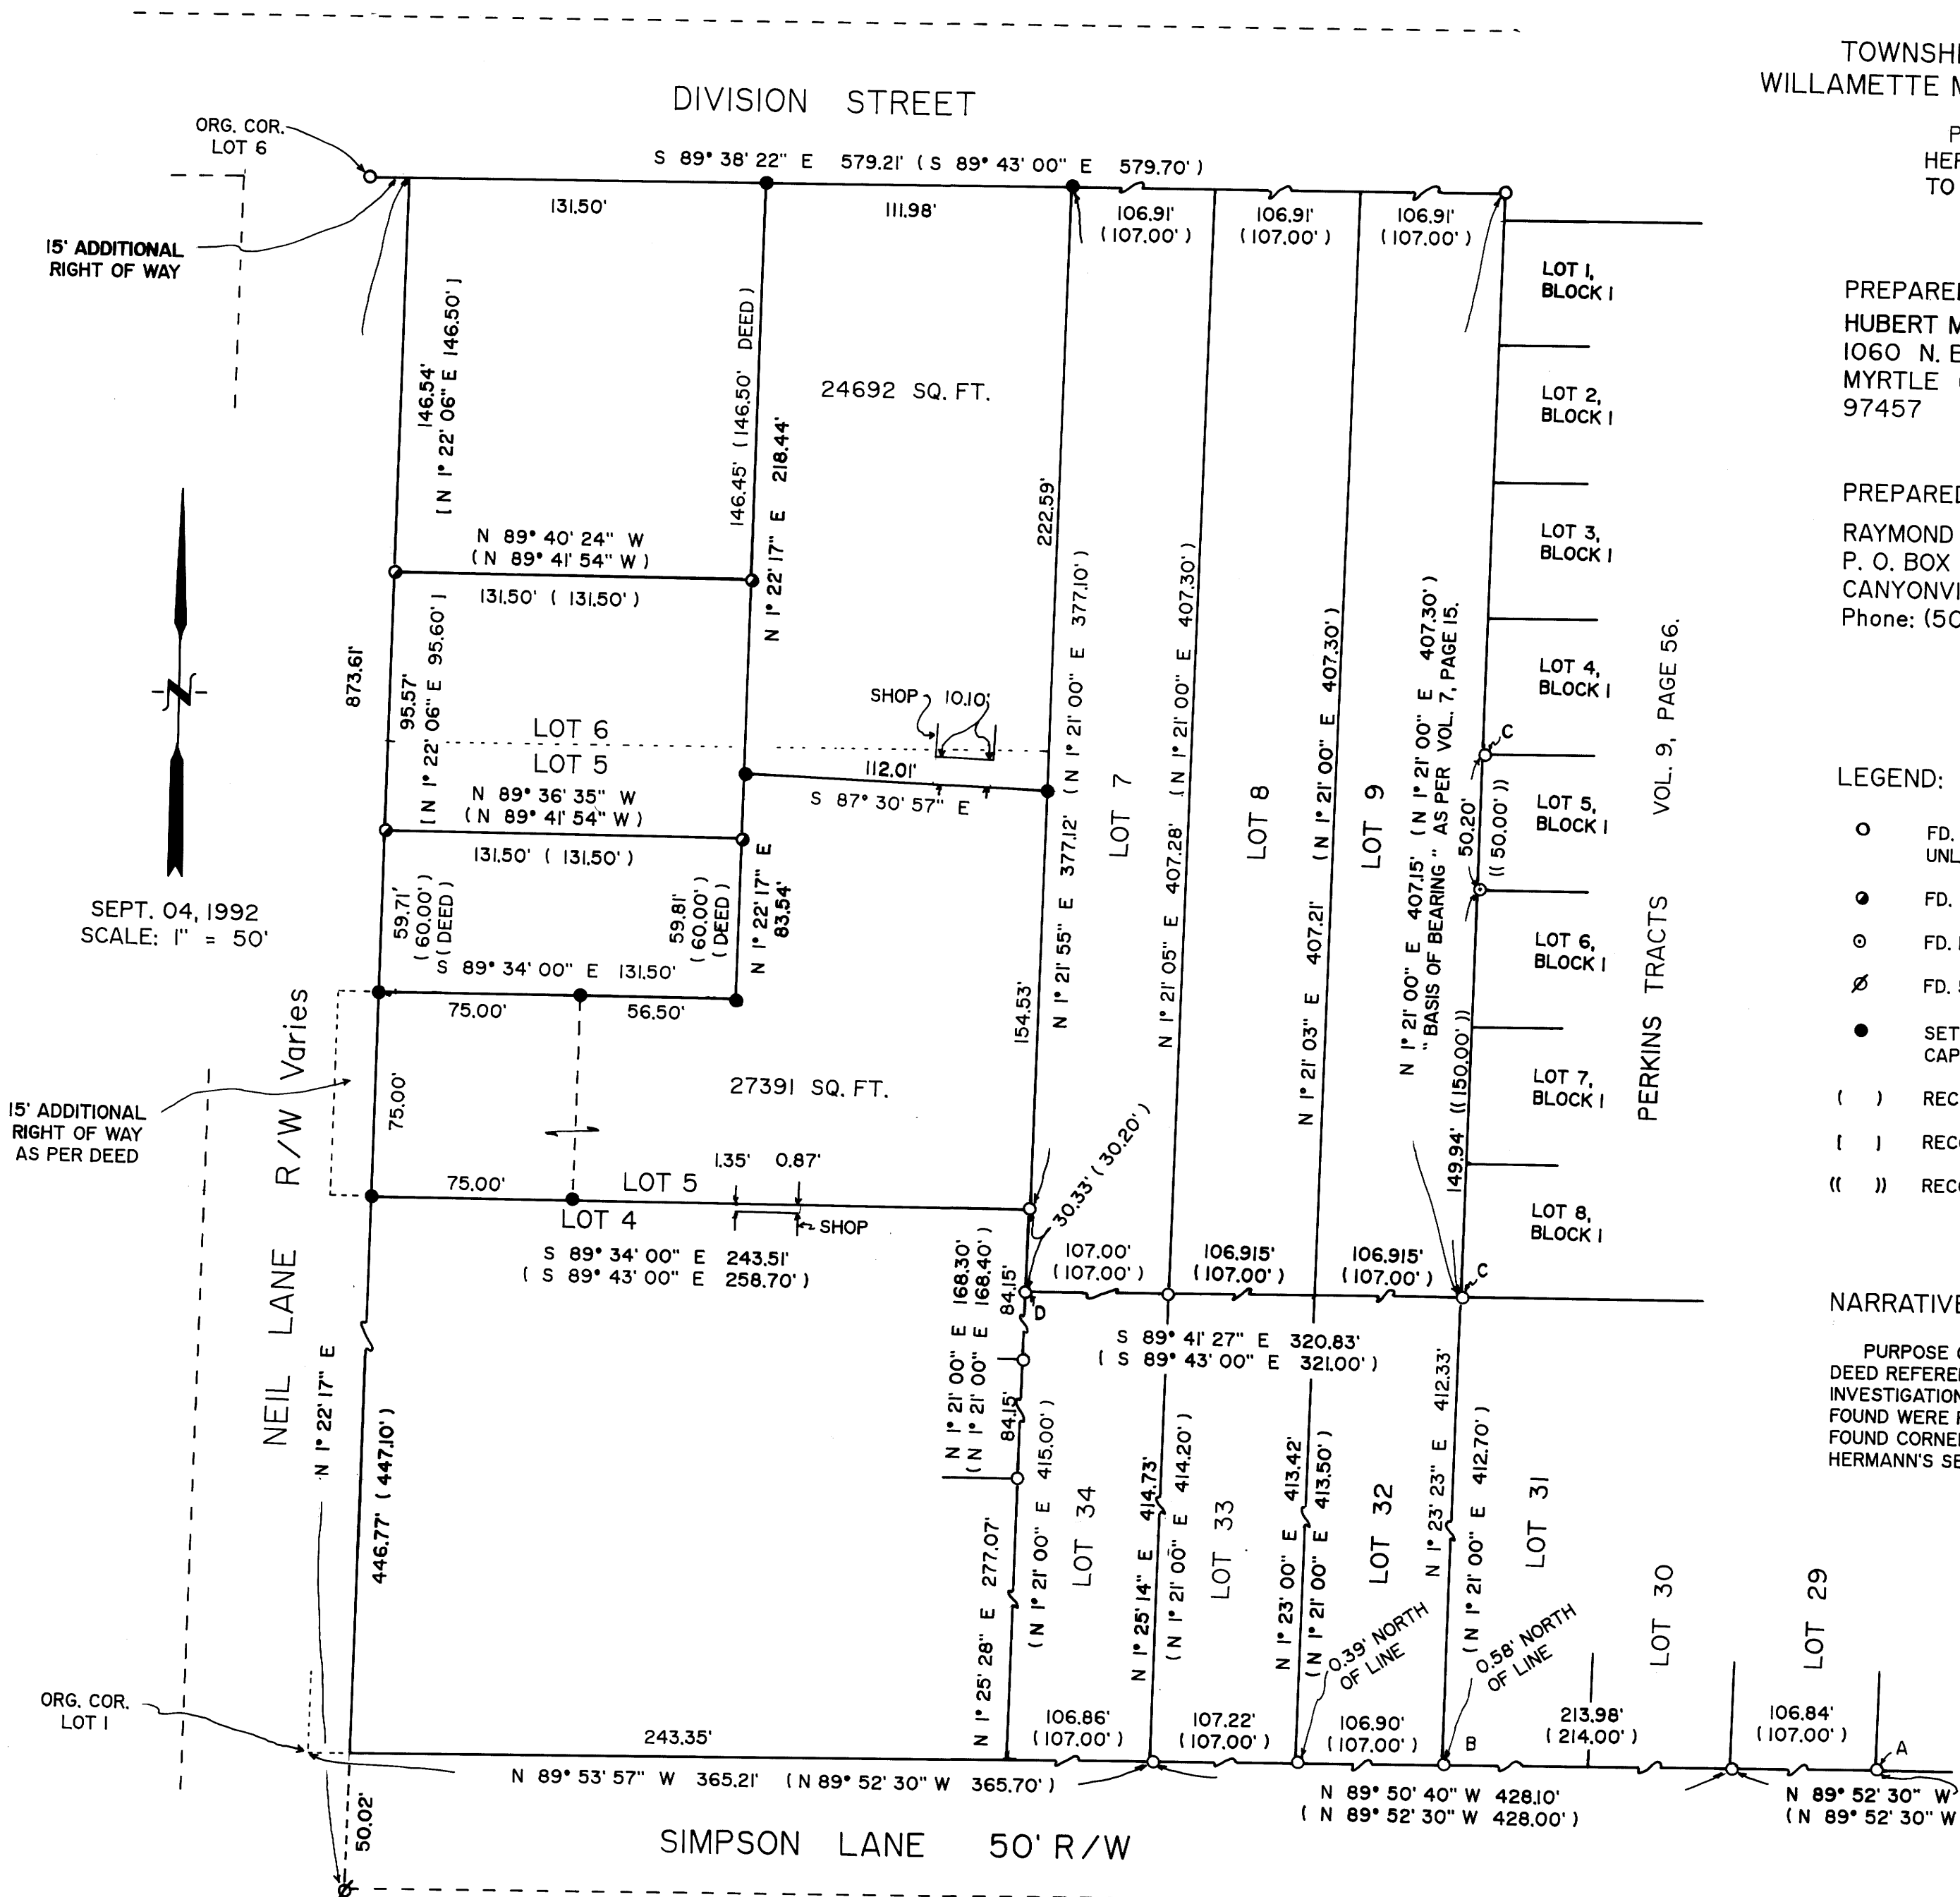 DIVISION STREET
ORG. COR.
LOT 6
S 89° 38' 22" E 579.21' ( S 89° 43' 00" E 579.70' )
131.50'
111.98'
106.91'
( 107.00' )
106.91'
( 107.00' )
106.91'
( 107.00' )
15' ADDITIONAL
RIGHT OF WAY
146.54'
[ N 1° 22' 06" E 146.50' ]
146.45' ( 146.50' DEED )
N 1° 22' 17" E 218.44'
24692 SQ. FT.
222.59'
N 89° 40' 24" W
( N 89° 41' 54" W )
131.50' ( 131.50' )
873.61'
95.57'
[ N 1° 22' 06" E 95.60' ]
LOT 6
LOT 5
SHOP 10.10'
112.01'
S 87° 30' 57" E
N 89° 36' 35" W
( N 89° 41' 54" W )
131.50' ( 131.50' )
59.71'
( 60.00' )
( DEED )
59.81'
( 60.00' )
( DEED )
N 1° 22' 17" E
83.54'
S 89° 34' 00" E 131.50'
75.00'
56.50'
SEPT. 04, 1992
SCALE: 1" = 50'
15' ADDITIONAL
RIGHT OF WAY
AS PER DEED
NEIL LANE R/W Varies
75.00'
27391 SQ. FT.
154.53'
N 1° 21' 55" E 377.12' ( N 1° 21' 00" E 377.10' )
LOT 7
N 1° 21' 05" E 407.28' ( N 1° 21' 00" E 407.30' )
LOT 8
N 1° 21' 03" E 407.21' ( N 1° 21' 00" E 407.30' )
LOT 9
N 1° 21' 00" E 407.15' ( N 1° 21' 00" E 407.30' )
" BASIS OF BEARING " AS PER VOL. 7, PAGE 15.
50.20'
(( 50.00' ))
149.94' (( 150.00' ))
C
LOT 1,
BLOCK 1
LOT 2,
BLOCK 1
LOT 3,
BLOCK 1
LOT 4,
BLOCK 1
LOT 5,
BLOCK 1
LOT 6,
BLOCK 1
LOT 7,
BLOCK 1
LOT 8,
BLOCK 1
PERKINS TRACTS VOL. 9, PAGE 56.
75.00'
LOT 5
1.35' 0.87'
LOT 4
SHOP
S 89° 34' 00" E 243.51'
( S 89° 43' 00" E 258.70' )
30.33' ( 30.20' )
D
107.00'
( 107.00' )
106.915'
( 107.00' )
106.915'
( 107.00' )
C
S 89° 41' 27" E 320.83'
( S 89° 43' 00" E 321.00' )
N 1° 22' 17" E
446.77' ( 447.10' )
( N 1° 21' 00" E 168.30'
( N 1° 21' 00" E 168.40' )
84.15'
84.15'
N 1° 25' 28" E 277.07'
( N 1° 21' 00" E 415.00' )
LOT 34
N 1° 25' 14" E 414.73'
( N 1° 21' 00" E 414.20' )
LOT 33
N 1° 23' 00" E 413.42'
( N 1° 21' 00" E 413.50' )
LOT 32
N 1° 23' 23" E 412.33'
( N 1° 21' 00" E 412.70' )
LOT 31
LOT 30
LOT 29
0.39' NORTH
OF LINE
0.58' NORTH
OF LINE
ORG. COR.
LOT 1
243.35'
106.86'
( 107.00' )
107.22'
( 107.00' )
106.90'
( 107.00' )
B
213.98'
( 214.00' )
106.84'
( 107.00' )
A
N 89° 53' 57" W 365.21' ( N 89° 52' 30" W 365.70' )
N 89° 50' 40" W 428.10'
( N 89° 52' 30" W 428.00' )
N 89° 52' 30" W
( N 89° 52' 30" W
50.02'
SIMPSON LANE 50' R/W
WILLAMETTE
TO
PREPARED
HUBERT
1060 N.
MYRTLE
97457
PREPARED
RAYMOND
P. O. BOX
Phone:
LEGEND:
FD.
FD.
FD.
FD.
SET
NARRATIVE
PURPOSE
DEED
INVESTIGATION
FOUND WERE
FOUND
HERMANN'S